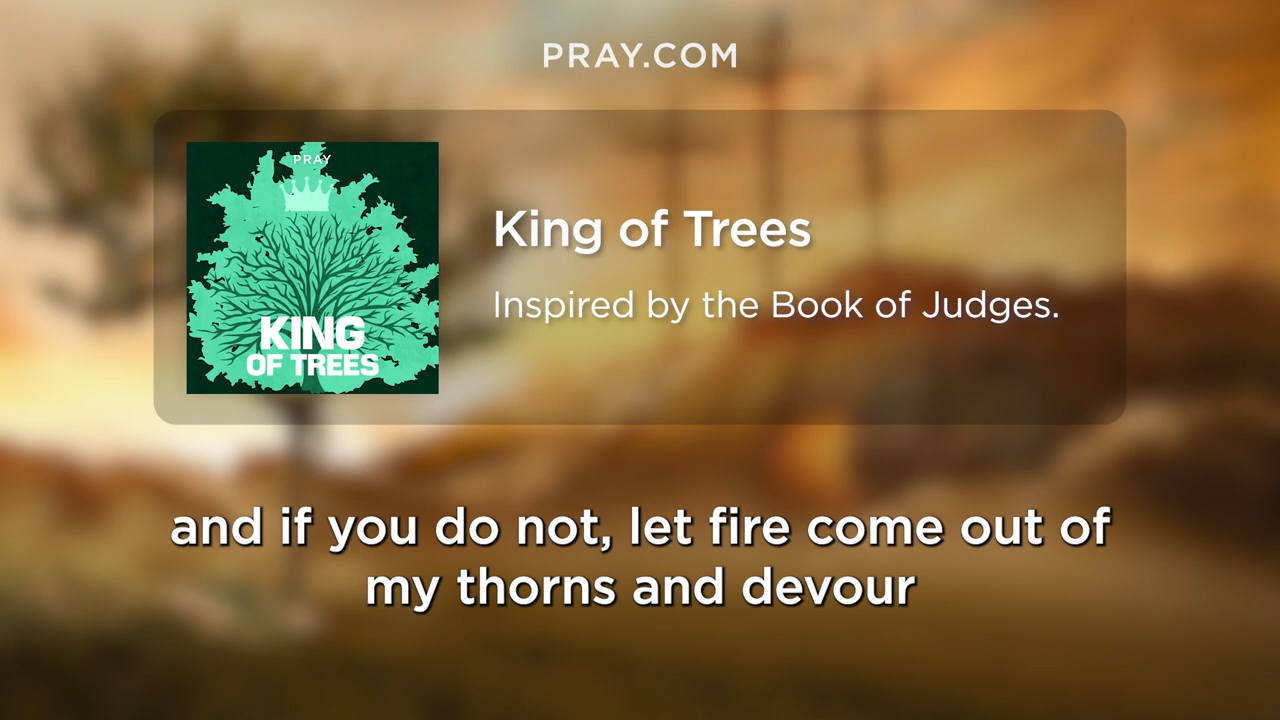 PRAY.COM
PRAY
KING
OF TREES
King of Trees
Inspired by the Book of Judges.
and if you do not, let fire come out of
my thorns and devour